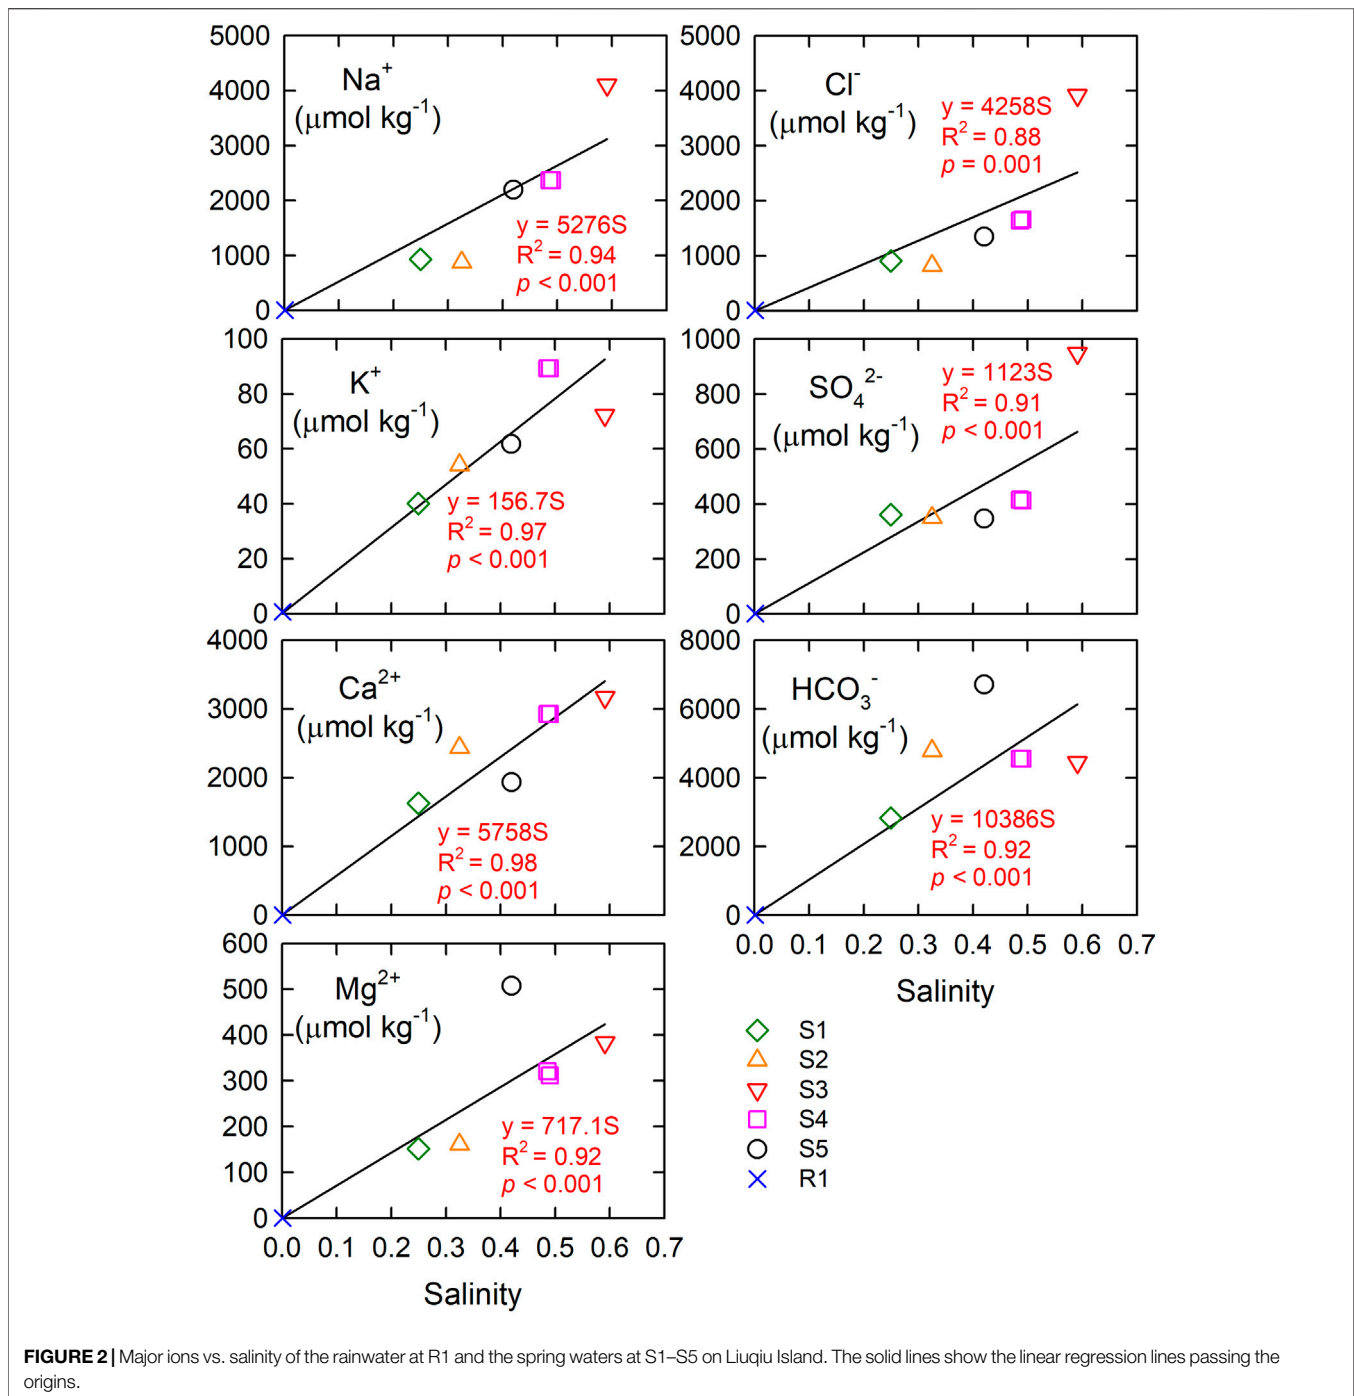 5000
4000
3000
2000
1000
0
Na⁺
(μmol kg⁻¹)
y = 5276S
R² = 0.94
p < 0.001
5000
4000
3000
2000
1000
0
Cl⁻
(μmol kg⁻¹)
y = 4258S
R² = 0.88
p = 0.001
100
80
60
40
20
0
K⁺
(μmol kg⁻¹)
y = 156.7S
R² = 0.97
p < 0.001
1000
800
600
400
200
0
SO₄²⁻
(μmol kg⁻¹)
y = 1123S
R² = 0.91
p < 0.001
4000
3000
2000
1000
0
Ca²⁺
(μmol kg⁻¹)
y = 5758S
R² = 0.98
p < 0.001
8000
6000
4000
2000
0
HCO₃⁻
(μmol kg⁻¹)
y = 10386S
R² = 0.92
p < 0.001
0.0 0.1 0.2 0.3 0.4 0.5 0.6 0.7
Salinity
600
500
400
300
200
100
0
Mg²⁺
(μmol kg⁻¹)
y = 717.1S
R² = 0.92
p < 0.001
0.0 0.1 0.2 0.3 0.4 0.5 0.6 0.7
Salinity
S1
S2
S3
S4
S5
R1
FIGURE 2 | Major ions vs. salinity of the rainwater at R1 and the spring waters at S1–S5 on Liuqiu Island. The solid lines show the linear regression lines passing the
origins.